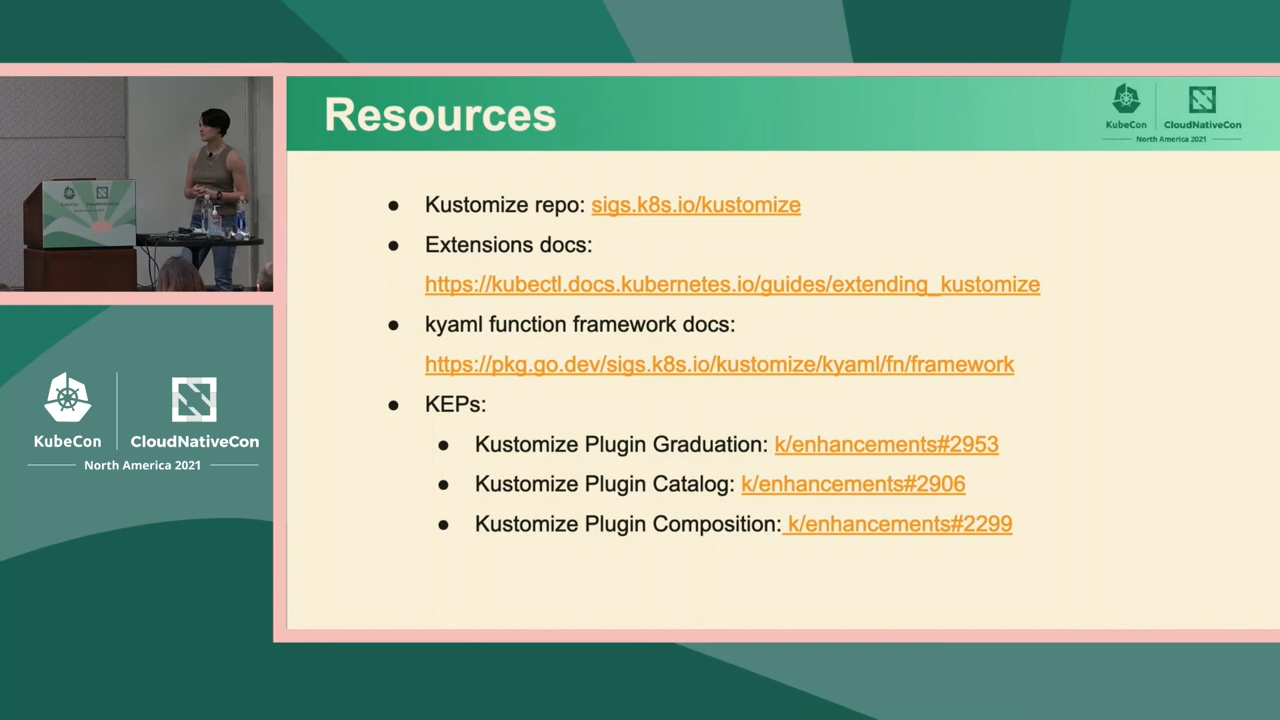 Resources
KubeCon
CloudNativeCon
North America 2021
Kustomize repo: sigs.k8s.io/kustomize
Extensions docs:
https://kubectl.docs.kubernetes.io/guides/extending_kustomize
kyaml function framework docs:
https://pkg.go.dev/sigs.k8s.io/kustomize/kyaml/fn/framework
KEPs:
Kustomize Plugin Graduation: k/enhancements#2953
Kustomize Plugin Catalog: k/enhancements#2906
Kustomize Plugin Composition: k/enhancements#2299
KubeCon
CloudNativeCon
North America 2021